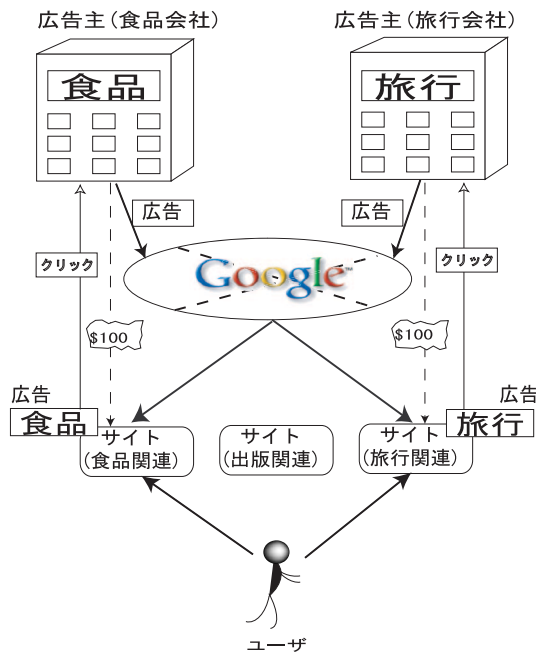 広告主(食品会社)
広告主(旅行会社)
食品
旅行
広告
広告
Google™
クリック
クリック
$100
$100
広告
食品
広告
旅行
サイト
(食品関連)
サイト
(出版関連)
サイト
(旅行関連)
ユーザ